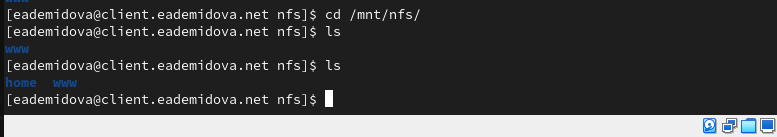 [eademidova@client.eademidova.net nfs]$ cd /mnt/nfs/
[eademidova@client.eademidova.net nfs]$ ls
www
[eademidova@client.eademidova.net nfs]$ ls
home  www
[eademidova@client.eademidova.net nfs]$